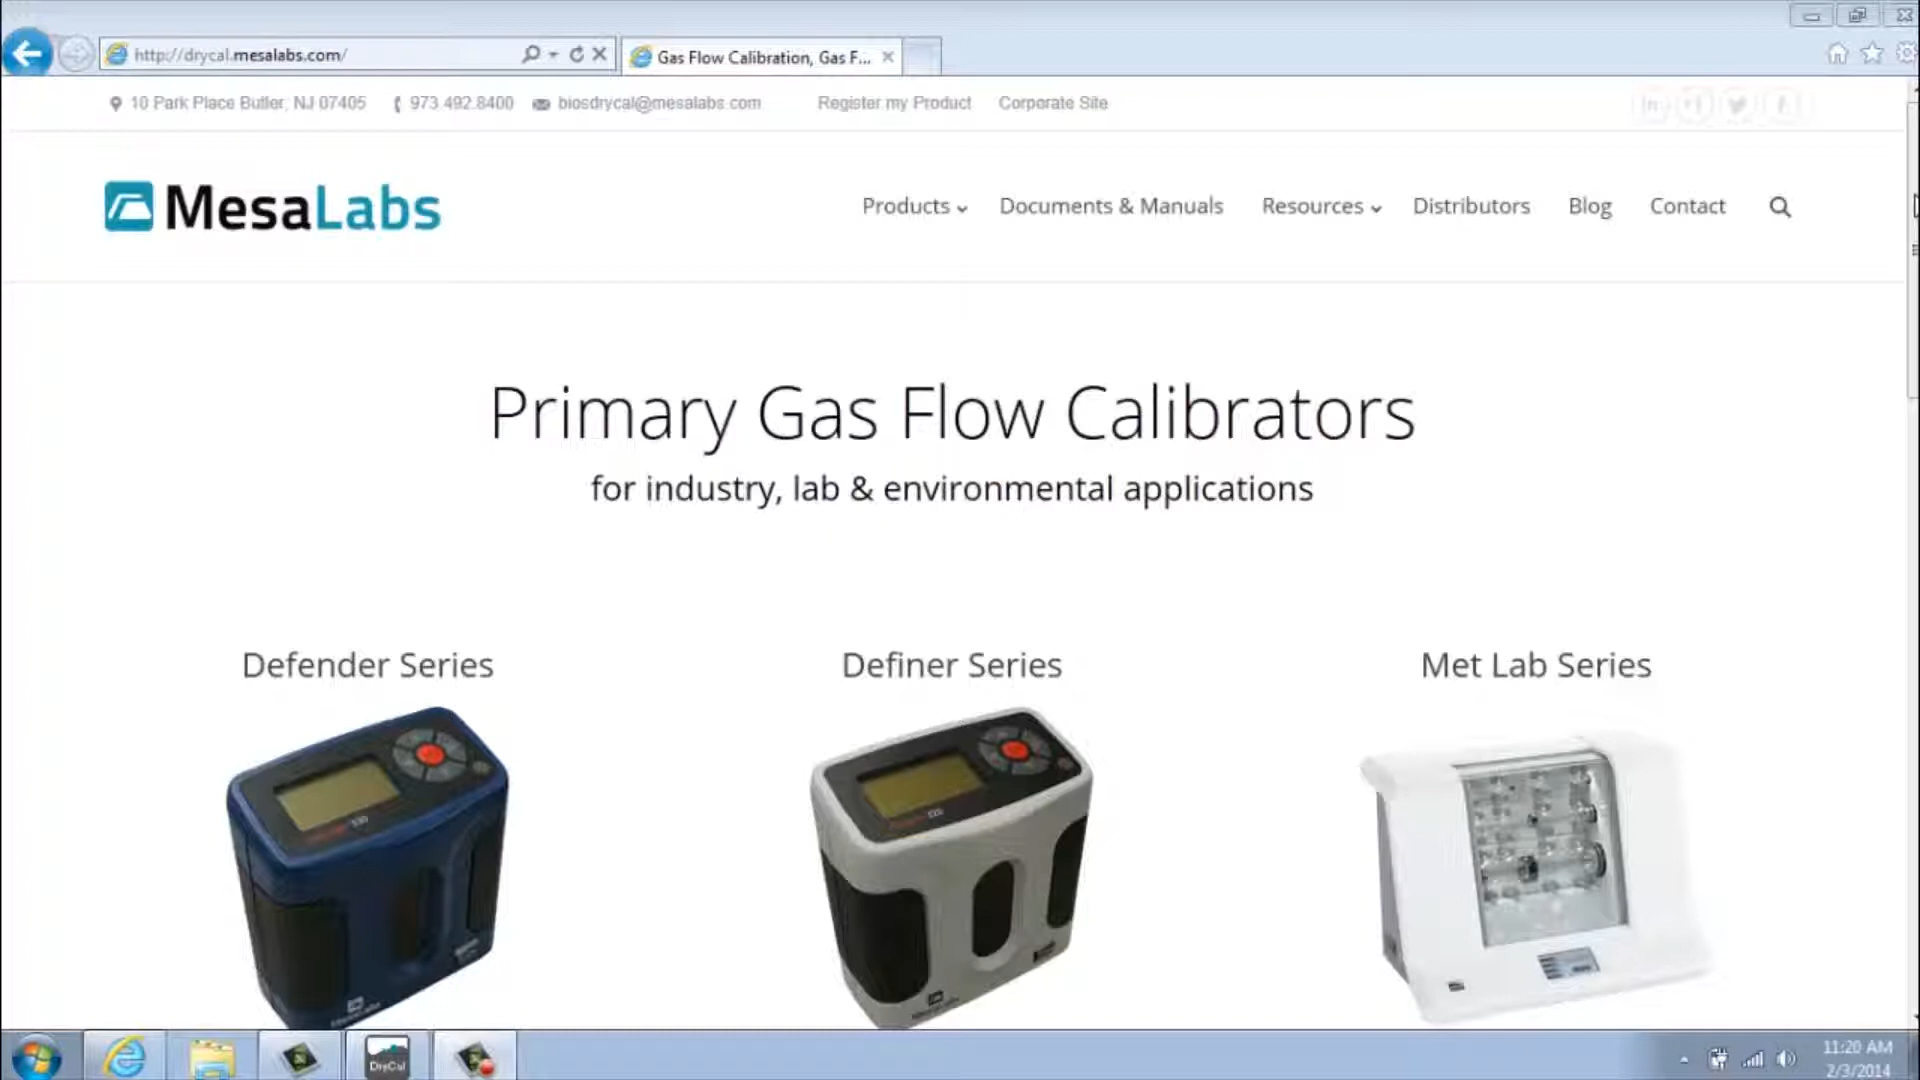 http://drycal.mesalabs.com/
Gas Flow Calibration, Gas F...
10 Park Place Butler, NJ 07405
973.492.8400
biosdrycal@mesalabs.com
Register my Product
Corporate Site
MesaLabs
Products
Documents & Manuals
Resources
Distributors
Blog
Contact
Primary Gas Flow Calibrators
for industry, lab & environmental applications
Defender Series
Definer Series
Met Lab Series
DryCal
11:20 AM
2/3/2014